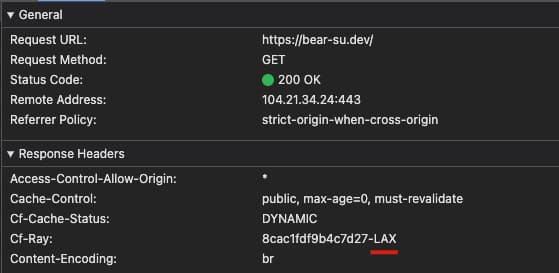 ▼ General
Request URL: https://bear-su.dev/
Request Method: GET
Status Code: 200 OK
Remote Address: 104.21.34.24:443
Referrer Policy: strict-origin-when-cross-origin
▼ Response Headers
Access-Control-Allow-Origin: *
Cache-Control: public, max-age=0, must-revalidate
Cf-Cache-Status: DYNAMIC
Cf-Ray: 8cac1fdf9b4c7d27-LAX
Content-Encoding: br